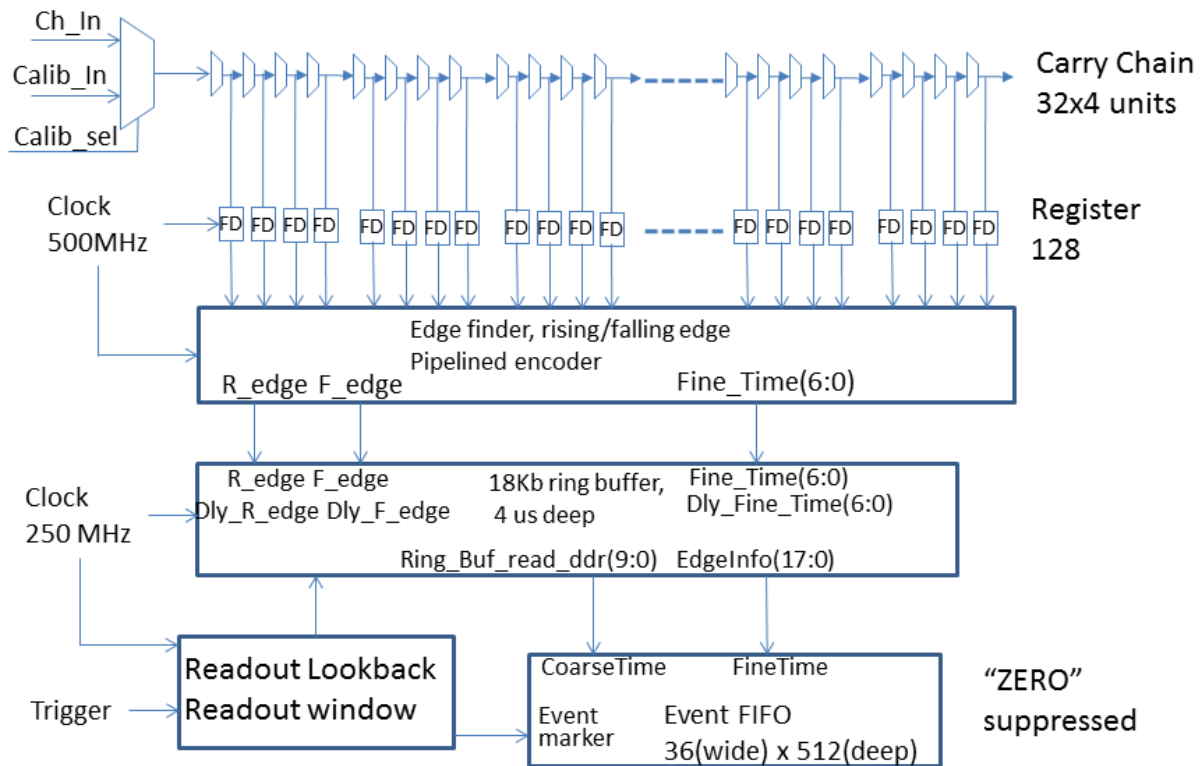 Ch_In
Calib_In
Calib_sel
Carry Chain
32x4 units
Clock
500MHz
FD FD FD FD FD FD FD FD FD FD FD FD FD FD FD FD FD FD FD FD
Register
128
Edge finder, rising/falling edge
Pipelined encoder
R_edge F_edge Fine_Time(6:0)
Clock
250 MHz
R_edge F_edge 18Kb ring buffer, Fine_Time(6:0)
Dly_R_edge Dly_F_edge 4 us deep Dly_Fine_Time(6:0)
Ring_Buf_read_ddr(9:0) EdgeInfo(17:0)
Trigger
Readout Lookback
Readout window
CoarseTime FineTime
Event
marker
Event FIFO
36(wide) x 512(deep)
“ZERO”
suppressed